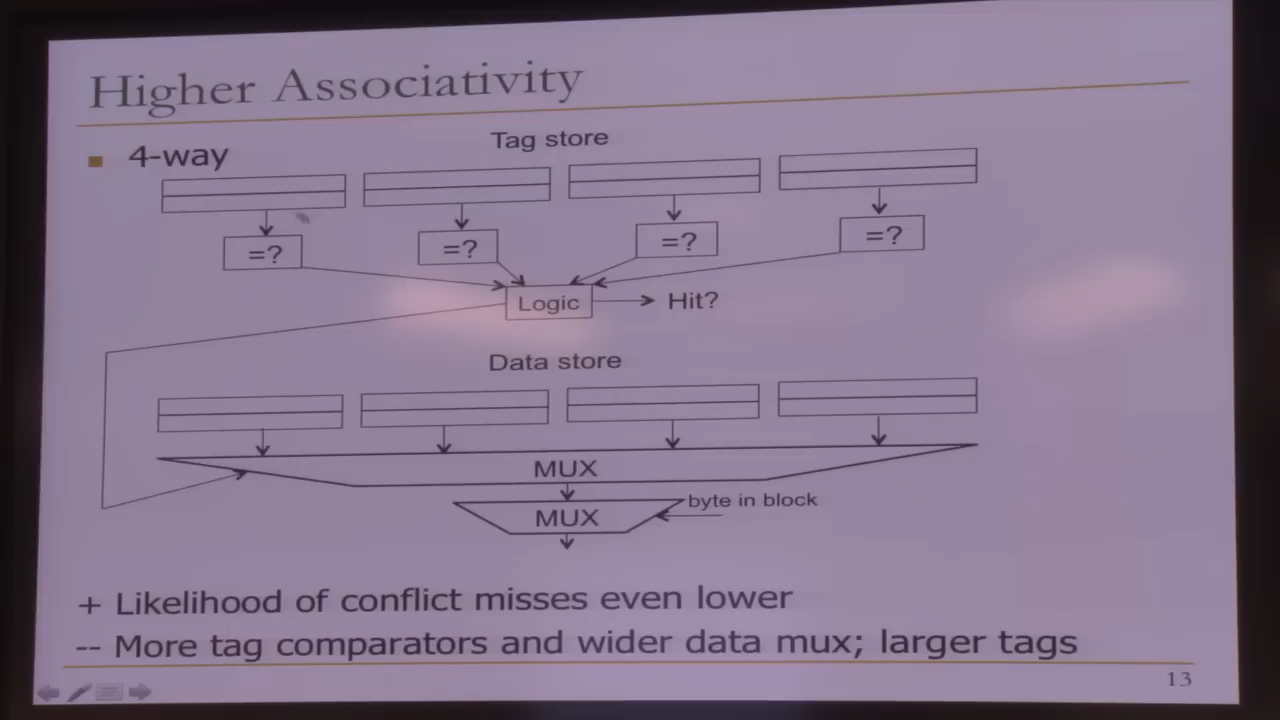 Higher Associativity
4-way
Tag store
=? =? =? =?
Logic
Hit?
Data store
MUX
byte in block
MUX
+ Likelihood of conflict misses even lower
-- More tag comparators and wider data mux; larger tags
13